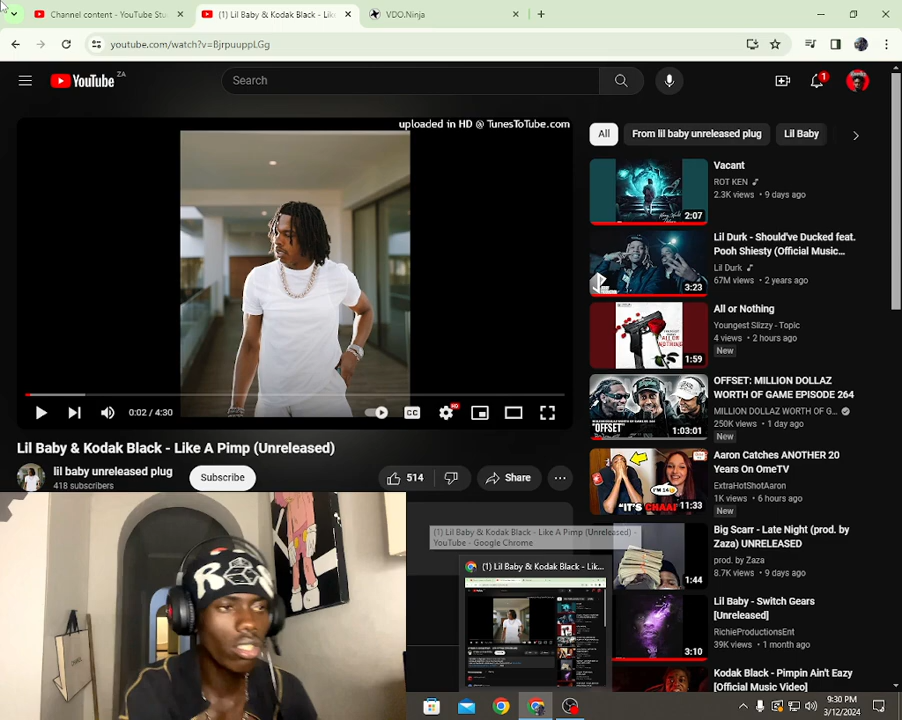 Channel content - YouTube Stu
(1) Lil Baby & Kodak Black - Lik
VDO.Ninja
youtube.com/watch?v=BjrpuuppLGg
YouTube ZA
Search
1
uploaded in HD @ TunesToTube.com
0:02 / 4:30
CC
HD
Lil Baby & Kodak Black - Like A Pimp (Unreleased)
lil baby unreleased plug
418 subscribers
Subscribe
514
Share
All
From lil baby unreleased plug
Lil Baby
Vacant
ROT KEN
2.3K views • 9 days ago
2:07
Lil Durk - Should've Ducked feat.
Pooh Shiesty (Official Music...
Lil Durk
67M views • 2 years ago
3:23
All or Nothing
Youngest Slizzy - Topic
4 views • 2 hours ago
New
1:59
OFFSET: MILLION DOLLAZ
WORTH OF GAME EPISODE 264
MILLION DOLLAZ WORTH OF G...
250K views • 1 day ago
New
1:03:01
OFFSET
Aaron Catches ANOTHER 20
Years On OmeTV
ExtraHotShotAaron
1K views • 6 hours ago
New
I'M 14
"IT'S CHAAI
11:33
Big Scarr - Late Night (prod. by
Zaza) UNRELEASED
prod. by Zaza
8.7K views • 9 days ago
1:44
Lil Baby - Switch Gears
[Unreleased]
RichieProductionsEnt
39K views • 1 month ago
3:10
Kodak Black - Pimpin Ain't Eazy
[Official Music Video]
(1) Lil Baby & Kodak Black - Like A Pimp (Unreleased) -
YouTube - Google Chrome
(1) Lil Baby & Kodak Black - Lik...
9:30 PM
3/12/2024